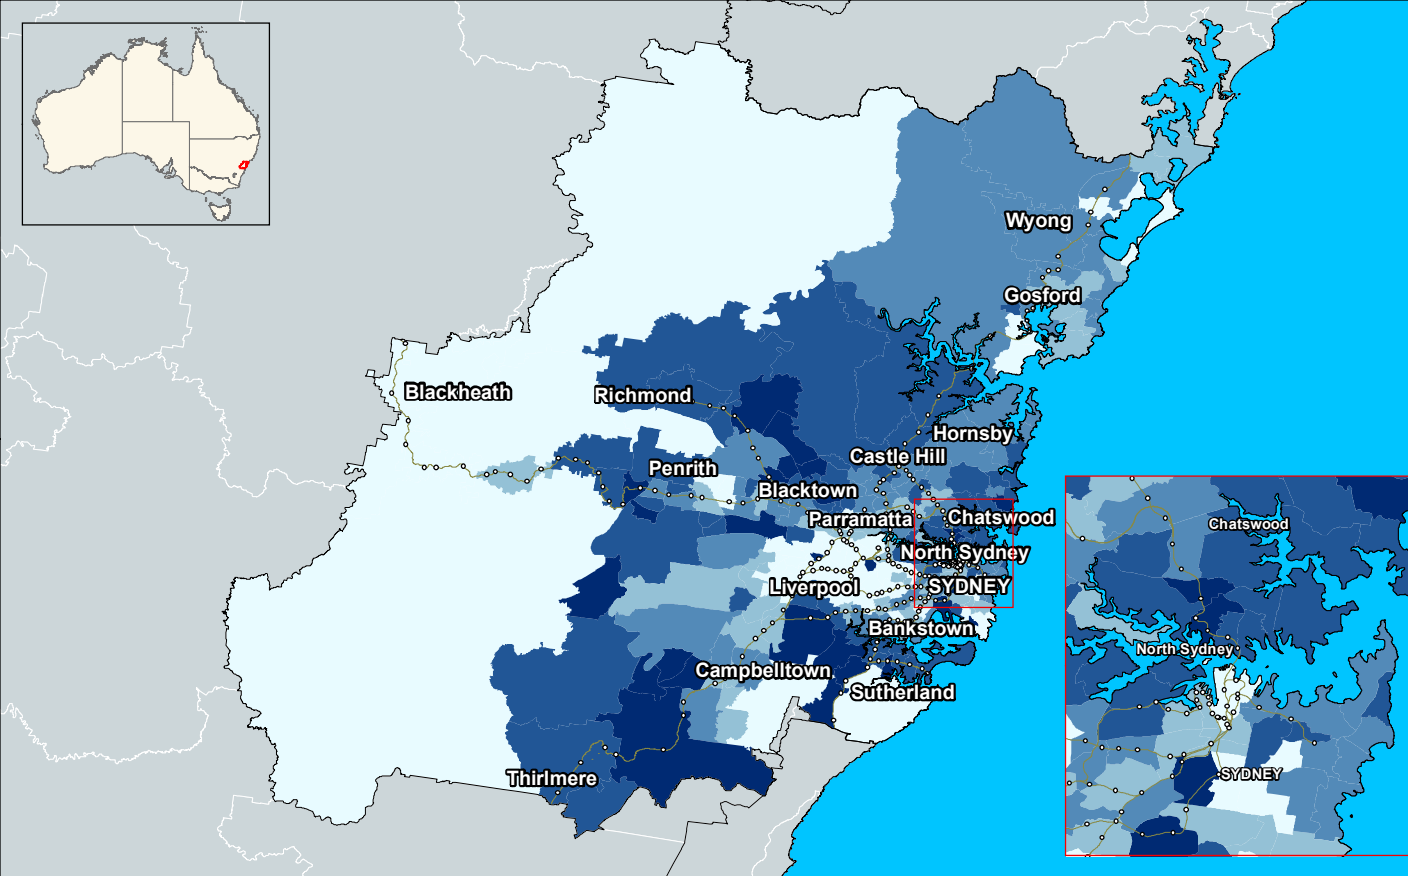 Wyong
Gosford
Blackheath
Richmond
Hornsby
Castle Hill
Penrith
Blacktown
Parramatta
Chatswood
North Sydney
Liverpool
SYDNEY
Bankstown
Campbelltown
Sutherland
Thirlmere
Chatswood
North Sydney
SYDNEY